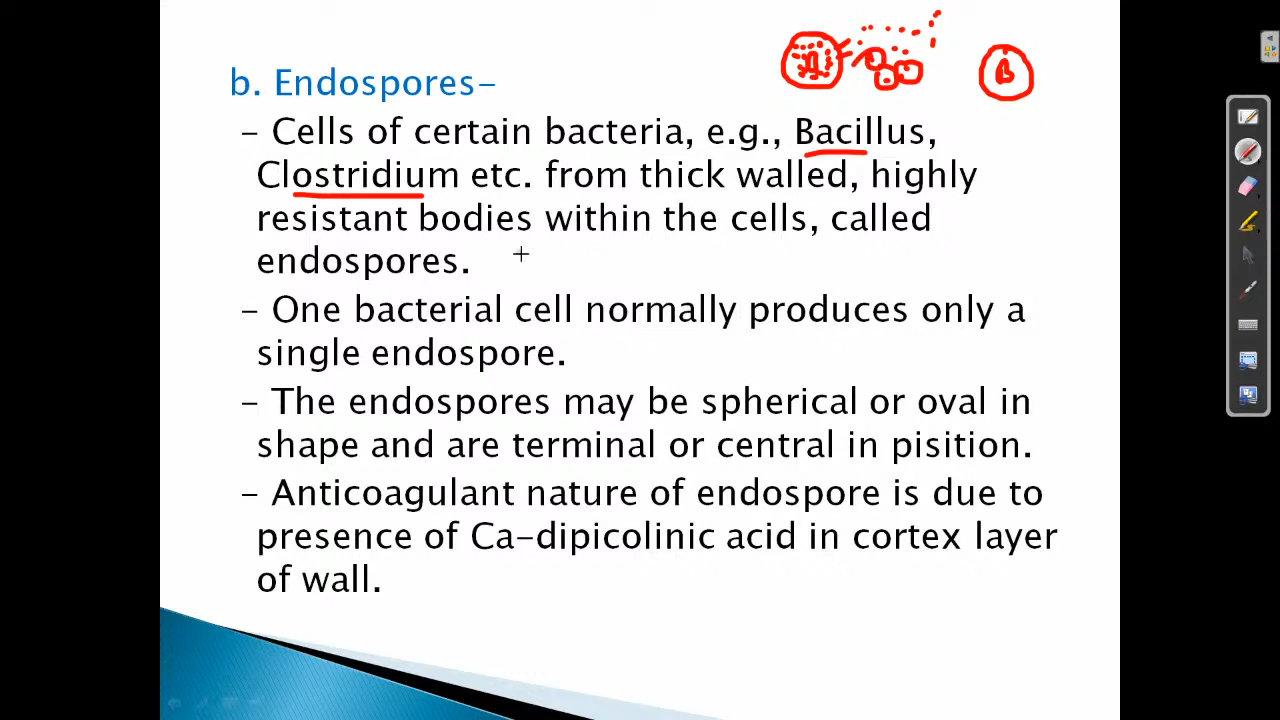 b. Endospores-
– Cells of certain bacteria, e.g., Bacillus,
Clostridium etc. from thick walled, highly
resistant bodies within the cells, called
endospores.
– One bacterial cell normally produces only a
single endospore.
– The endospores may be spherical or oval in
shape and are terminal or central in pisition.
– Anticoagulant nature of endospore is due to
presence of Ca-dipicolinic acid in cortex layer
of wall.